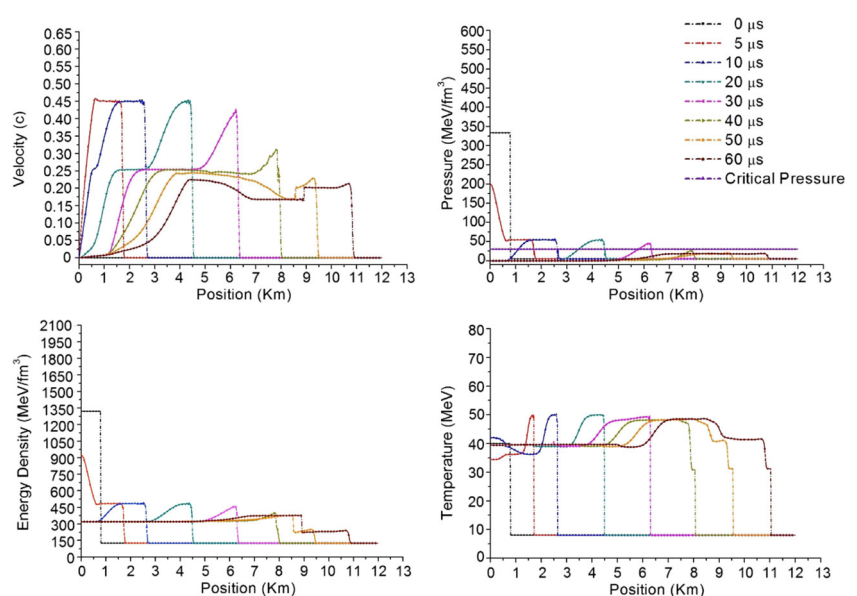 0.65
0.60
0.55
0.50
0.45
0.40
0.35
0.30
0.25
0.20
0.15
0.10
0.05
0
Velocity (c)
0 1 2 3 4 5 6 7 8 9 10 11 12 13
Position (Km)
600
550
500
450
400
350
300
250
200
150
100
50
0
Pressure (MeV/fm³)
0 1 2 3 4 5 6 7 8 9 10 11 12 13
Position (Km)
0 μs
5 μs
10 μs
20 μs
30 μs
40 μs
50 μs
60 μs
Critical Pressure
2100
1950
1800
1650
1500
1350
1200
1050
900
750
600
450
300
150
0
Energy Density (MeV/fm³)
0 1 2 3 4 5 6 7 8 9 10 11 12 13
Position (Km)
80
70
60
50
40
30
20
10
0
Temperature (MeV)
0 1 2 3 4 5 6 7 8 9 10 11 12 13
Position (Km)